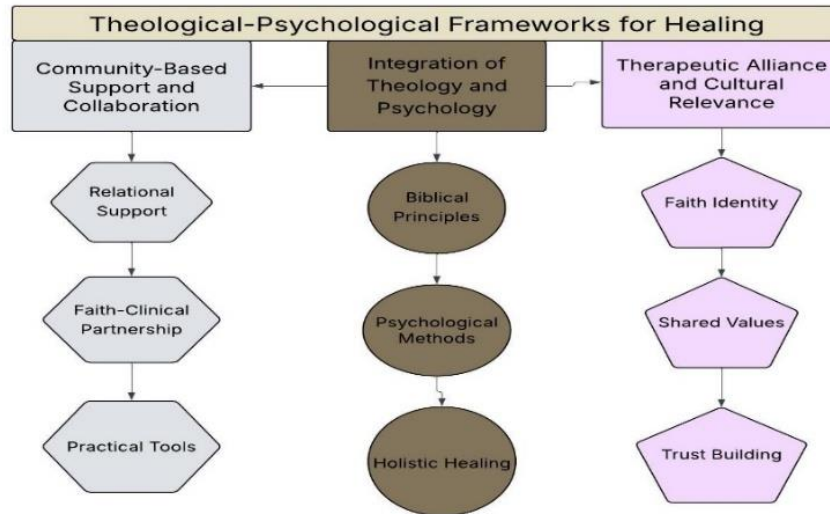 Theological-Psychological Frameworks for Healing
Community-Based
Support and
Collaboration
Integration of
Theology and
Psychology
Therapeutic Alliance
and Cultural
Relevance
Relational
Support
Biblical
Principles
Faith Identity
Faith-Clinical
Partnership
Psychological
Methods
Shared Values
Practical Tools
Holistic Healing
Trust Building